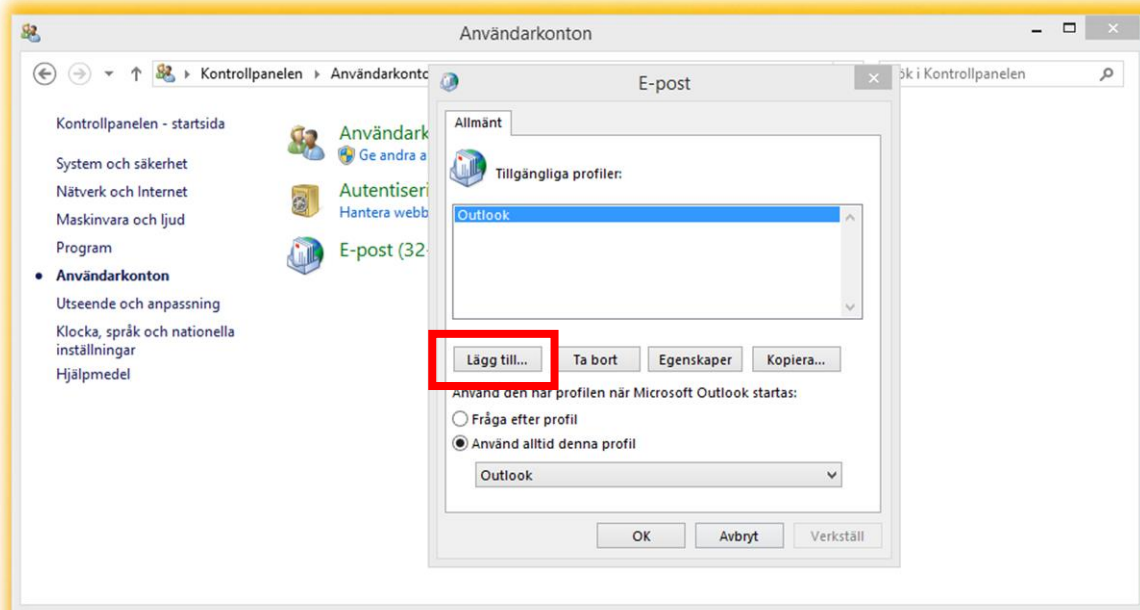 Användarkonton
Kontrollpanelen Användarkonto
ök i Kontrollpanelen
Kontrollpanelen - startsida
System och säkerhet
Nätverk och Internet
Maskinvara och ljud
Program
Användarkonton
Utseende och anpassning
Klocka, språk och nationella
inställningar
Hjälpmedel
Användark
Ge andra a
Autentiseri
Hantera webb
E-post (32-
E-post
Allmänt
Tillgängliga profiler:
Outlook
Lägg till... Ta bort Egenskaper Kopiera...
Använd den här profilen när Microsoft Outlook startas:
Fråga efter profil
Använd alltid denna profil
Outlook
OK Avbryt Verkställ